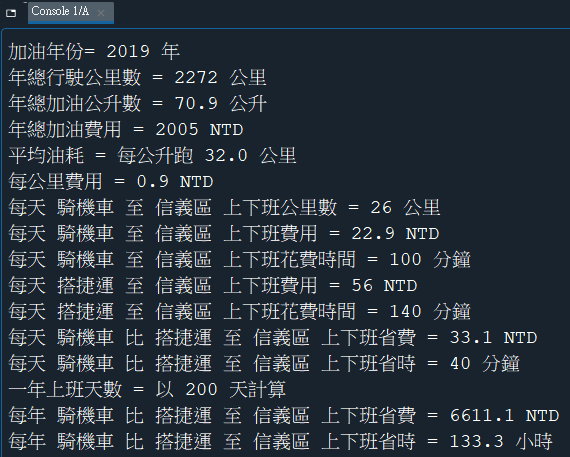 Console 1/A
加油年份= 2019 年
年總行駛公里數 = 2272 公里
年總加油公升數 = 70.9 公升
年總加油費用 = 2005 NTD
平均油耗 = 每公升跑 32.0 公里
每公里費用 = 0.9 NTD
每天 騎機車 至 信義區 上下班公里數 = 26 公里
每天 騎機車 至 信義區 上下班費用 = 22.9 NTD
每天 騎機車 至 信義區 上下班花費時間 = 100 分鐘
每天 搭捷運 至 信義區 上下班費用 = 56 NTD
每天 搭捷運 至 信義區 上下班花費時間 = 140 分鐘
每天 騎機車 比 搭捷運 至 信義區 上下班省費 = 33.1 NTD
每天 騎機車 比 搭捷運 至 信義區 上下班省時 = 40 分鐘
一年上班天數 = 以 200 天計算
每年 騎機車 比 搭捷運 至 信義區 上下班省費 = 6611.1 NTD
每年 騎機車 比 搭捷運 至 信義區 上下班省時 = 133.3 小時